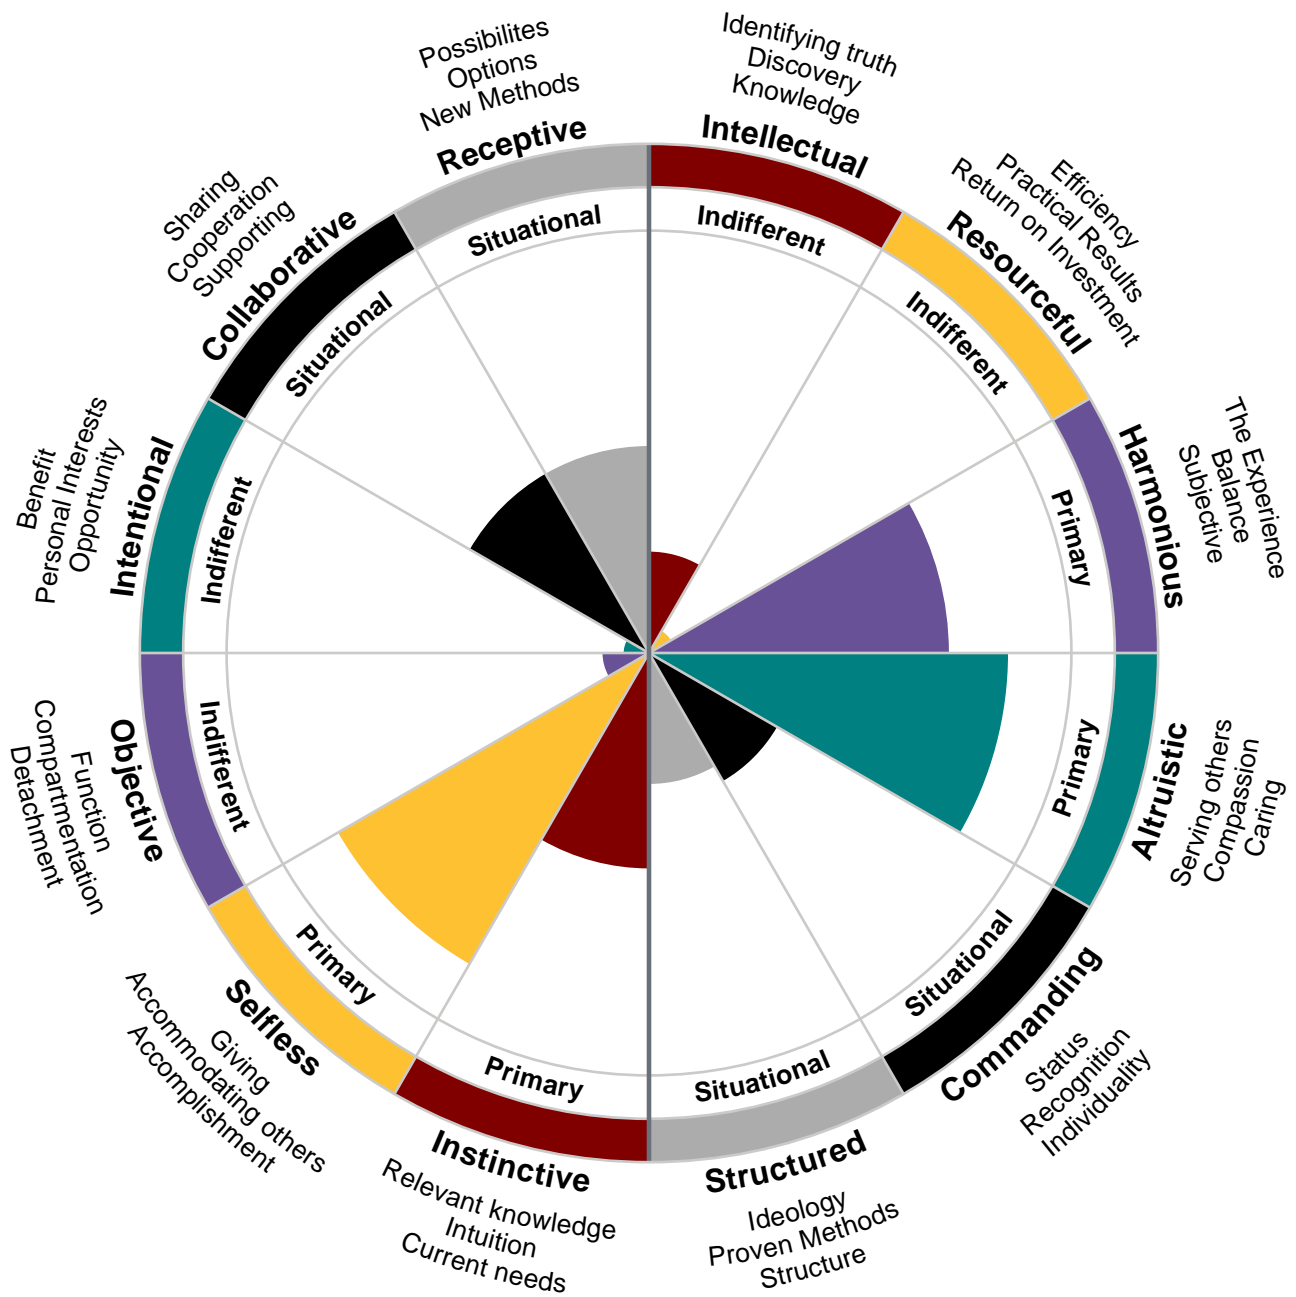 Identifying truth
Discovery
Knowledge
Intellectual
Indifferent
Efficiency
Practical Results
Return on Investment
Resourceful
Indifferent
The Experience
Balance
Subjective
Harmonious
Primary
Altruistic
Primary
Serving others
Compassion
Caring
Commanding
Situational
Status
Recognition
Individuality
Situational
Structured
Ideology
Proven Methods
Structure
Primary
Instinctive
Relevant knowledge
Intuition
Current needs
Primary
Selfless
Giving
Accommodating others
Accomplishment
Indifferent
Objective
Function
Compartmentation
Detachment
Benefit
Personal Interests
Opportunity
Intentional
Indifferent
Sharing
Cooperation
Supporting
Collaborative
Situational
Possibilites
Options
New Methods
Receptive
Situational